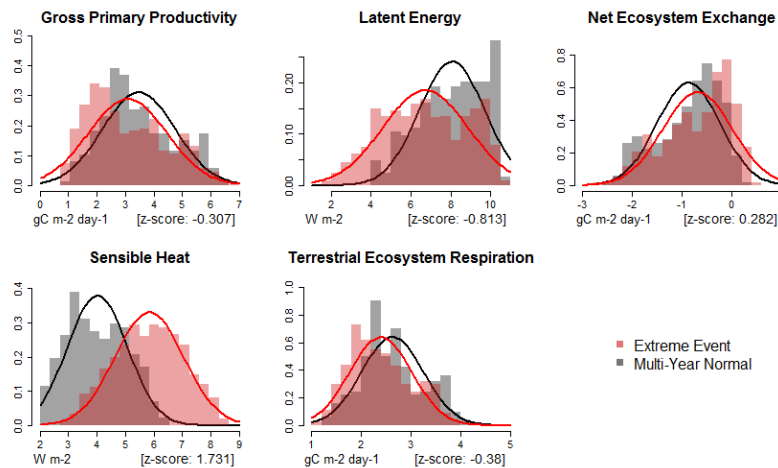 Gross Primary Productivity
0.0 0.1 0.2 0.3 0.4 0.5
0 1 2 3 4 5 6 7
gC m-2 day-1 [z-score: -0.307]
Latent Energy
0.00 0.10 0.20
2 4 6 8 10
W m-2 [z-score: -0.813]
Net Ecosystem Exchange
0.0 0.2 0.4 0.6 0.8
-3 -2 -1 0
gC m-2 day-1 [z-score: 0.282]
Sensible Heat
0.0 0.1 0.2 0.3 0.4
2 3 4 5 6 7 8 9
W m-2 [z-score: 1.731]
Terrestrial Ecosystem Respiration
0.0 0.2 0.4 0.6 0.8 1.0
1 2 3 4 5
gC m-2 day-1 [z-score: -0.38]
Extreme Event
Multi-Year Normal